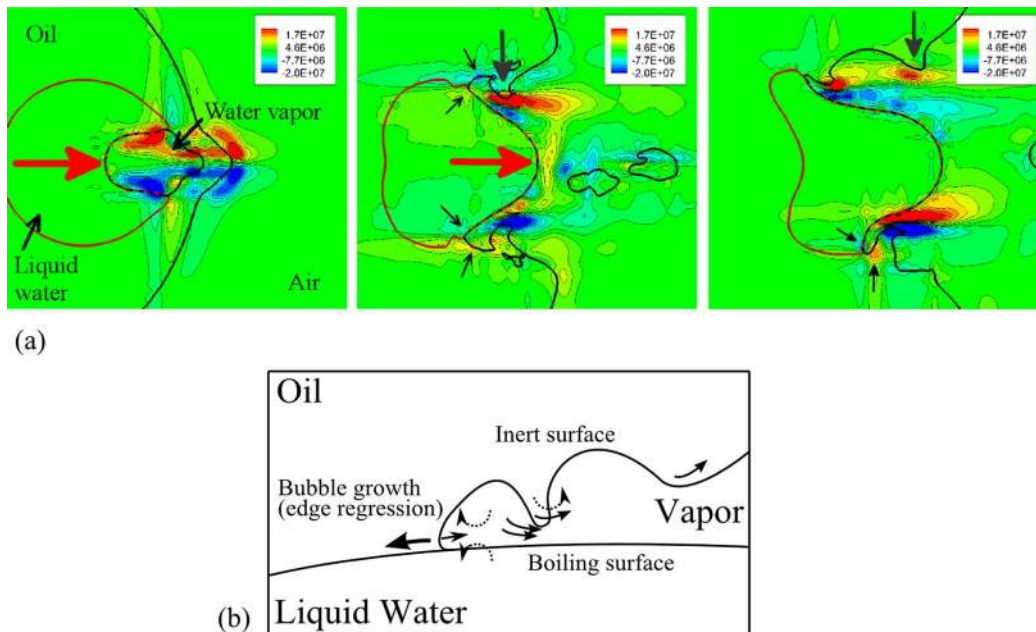 Oil
1.7E+07
4.6E+06
-7.7E+06
-2.0E+07
Water vapor
Liquid
water
Air
1.7E+07
4.6E+06
-7.7E+06
-2.0E+07
1.7E+07
4.6E+06
-7.7E+06
-2.0E+07
(a)
Oil
Inert surface
Bubble growth
(edge regression)
Vapor
Boiling surface
(b)
Liquid Water